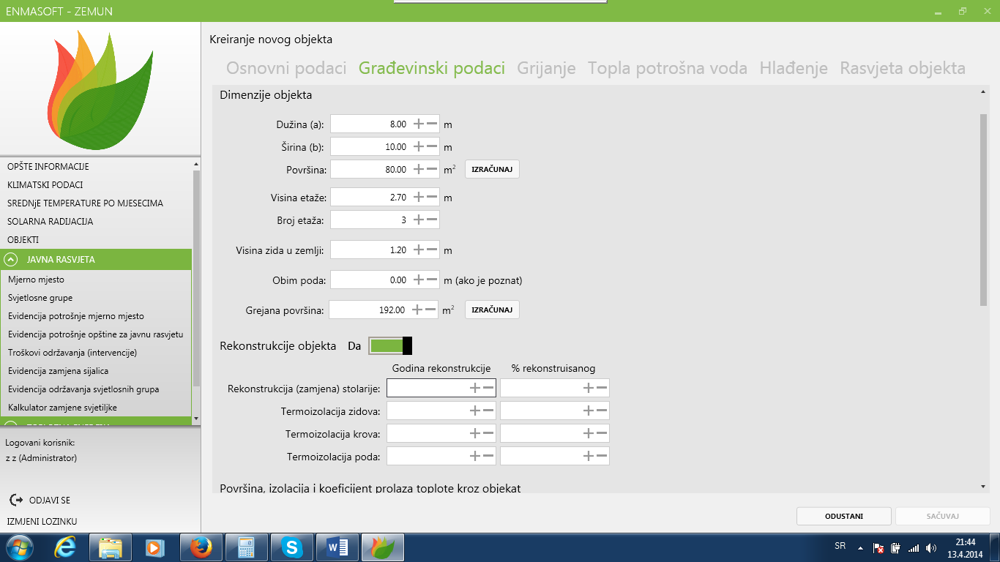 ENMASOFT - ZEMUN
Kreiranje novog objekta
Osnovni podaci Građevinski podaci Grijanje Topla potrošna voda Hlađenje Rasvjeta objekta
OPŠTE INFORMACIJE
KLIMATSKI PODACI
SREDNjE TEMPERATURE PO MJESECIMA
SOLARNA RADIJACIJA
OBJEKTI
JAVNA RASVJETA
Mjerno mjesto
Svjetlosne grupe
Evidencija potrošnje mjerno mjesto
Evidencija potrošnje opštine za javnu rasvjetu
Troškovi održavanja (intervencije)
Evidencija zamjena sijalica
Evidencija održavanja svjetlosnih grupa
Kalkulator zamjene svjetiljke
Logovani korisnik:
z z (Administrator)
ODJAVI SE
IZMJENI LOZINKU
Dimenzije objekta
Dužina (a): 8.00 m
Širina (b): 10.00 m
Površina: 80.00 m² IZRAČUNAJ
Visina etaže: 2.70 m
Broj etaža: 3
Visina zida u zemlji: 1.20 m
Obim poda: 0.00 m (ako je poznat)
Grejana površina: 192.00 m² IZRAČUNAJ
Rekonstrukcije objekta Da
Godina rekonstrukcije % rekonstruisanog
Rekonstrukcija (zamjena) stolarije:
Termoizolacija zidova:
Termoizolacija krova:
Termoizolacija poda:
Površina, izolacija i koeficijent prolaza toplote kroz objekat
ODUSTANI SAČUVAJ
SR
21:44
13.4.2014